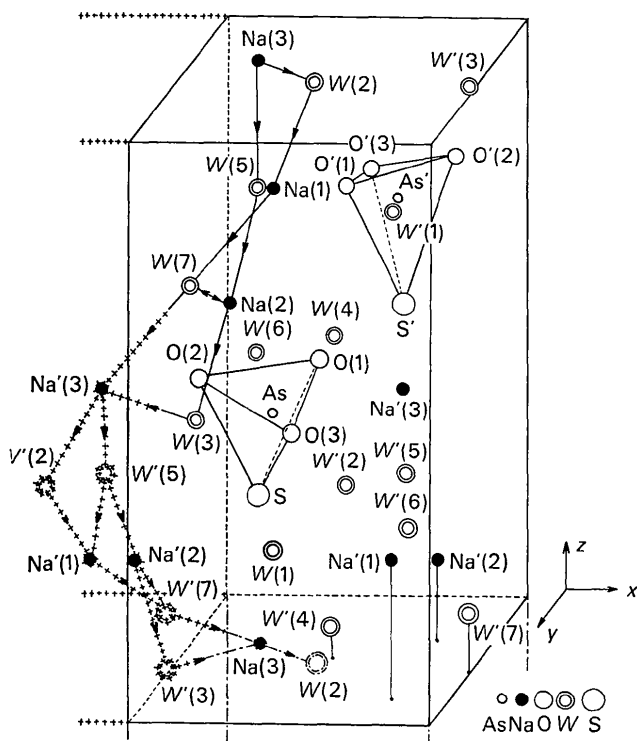 Na(3)
W'(3)
W(2)
O'(3)
O'(1)
O'(2)
W(5)
As'
Na(1)
W'(1)
W(7)
Na(2)
S'
W(4)
W(6)
O(2)
O(1)
Na'(3)
As
Na'(3)
W(3)
O(3)
W'(2)
W'(5)
W'(5)
W'(2)
S
W'(6)
Na'(1)
Na'(2)
W(1)
Na'(1)
Na'(2)
z
x
y
W'(7)
W'(4)
W'(7)
Na(3)
W'(3)
W(2)
As Na O W S